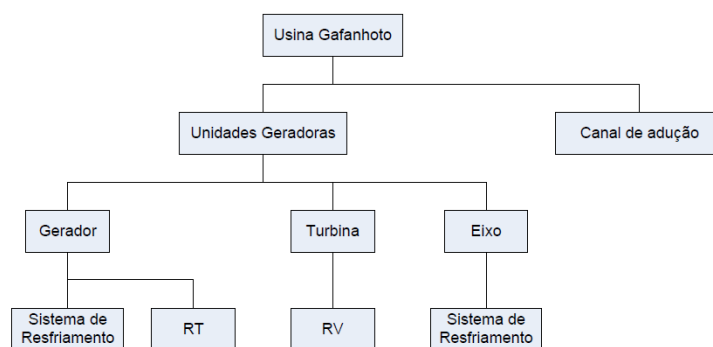 Usina Gafanhoto
Unidades Geradoras
Canal de adução
Gerador
Turbina
Eixo
Sistema de
Resfriamento
RT
RV
Sistema de
Resfriamento